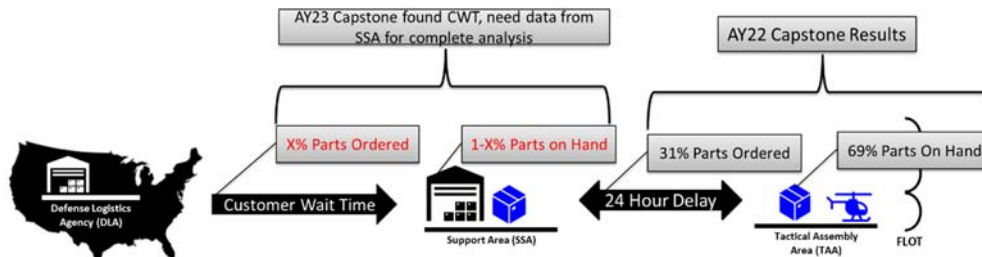 AY23 Capstone found CWT, need data from
SSA for complete analysis
AY22 Capstone Results
X% Parts Ordered
1-X% Parts on Hand
31% Parts Ordered
69% Parts On Hand
Defense Logistics
Agency (DLA)
Customer Wait Time
Support Area (SSA)
24 Hour Delay
Tactical Assembly
Area (TAA)
FLOT